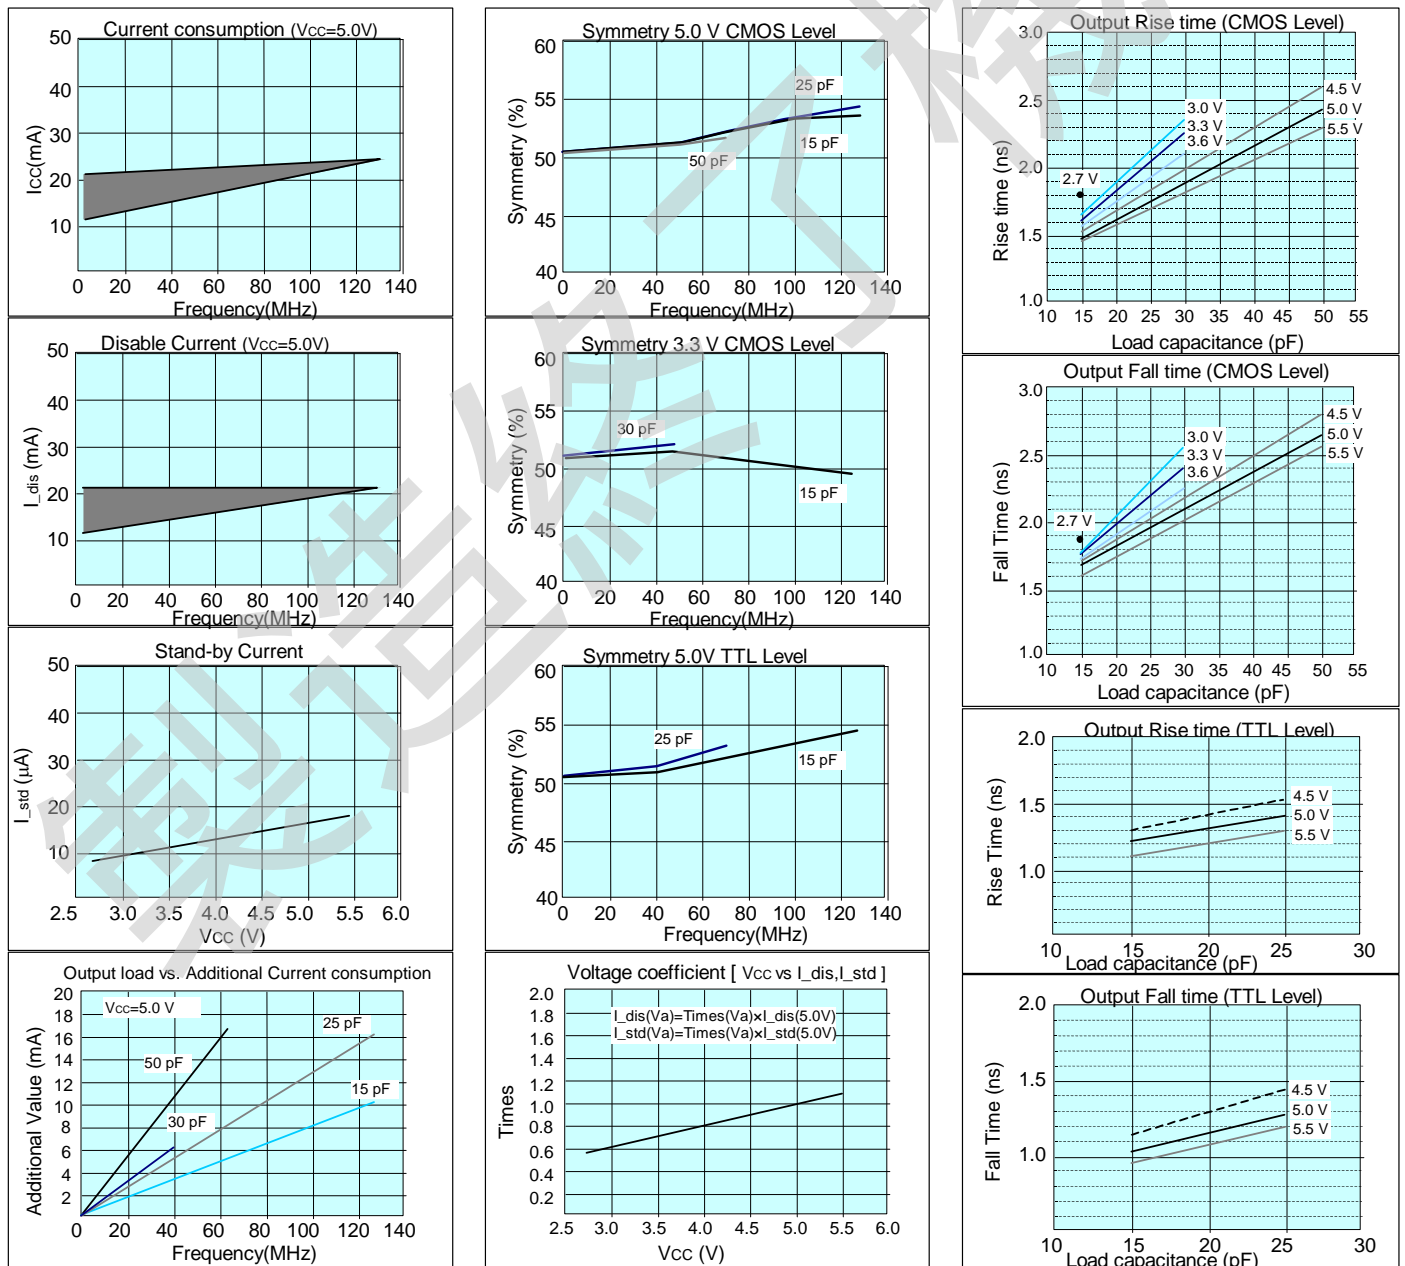 Current consumption (Vcc=5.0V)
50
40
30
20
10
Icc(mA)
0 20 40 60 80 100 120 140
Frequency(MHz)
Disable Current (Vcc=5.0V)
50
40
30
20
10
I_dis (mA)
0 20 40 60 80 100 120 140
Frequency(MHz)
Stand-by Current
50
40
30
20
10
I_std (µA)
2.5 3.0 3.5 4.0 4.5 5.0 5.5 6.0
Vcc (V)
Output load vs. Additional Current consumption
20
18
16
14
12
10
8
6
4
2
Additional Value (mA)
Vcc=5.0 V
50 pF
25 pF
15 pF
30 pF
0 20 40 60 80 100 120 140
Frequency(MHz)
Symmetry 5.0 V CMOS Level
60
55
50
45
40
Symmetry (%)
25 pF
15 pF
50 pF
0 20 40 60 80 100 120 140
Frequency(MHz)
Symmetry 3.3 V CMOS Level
60
55
50
45
40
Symmetry (%)
30 pF
15 pF
0 20 40 60 80 100 120 140
Frequency(MHz)
Symmetry 5.0V TTL Level
60
55
50
45
40
Symmetry (%)
25 pF
15 pF
0 20 40 60 80 100 120 140
Frequency(MHz)
Voltage coefficient [ Vcc vs I_dis,I_std ]
2.0
1.8
1.6
1.4
1.2
1.0
0.8
0.6
0.4
0.2
Times
I_dis(Va)=Times(Va)×I_dis(5.0V)
I_std(Va)=Times(Va)×I_std(5.0V)
2.5 3.0 3.5 4.0 4.5 5.0 5.5 6.0
Vcc (V)
Output Rise time (CMOS Level)
3.0
2.5
2.0
1.5
1.0
Rise time (ns)
2.7 V
3.0 V
3.3 V
3.6 V
4.5 V
5.0 V
5.5 V
10 15 20 25 30 35 40 45 50 55
Load capacitance (pF)
Output Fall time (CMOS Level)
3.0
2.5
2.0
1.5
1.0
Fall Time (ns)
2.7 V
3.0 V
3.3 V
3.6 V
4.5 V
5.0 V
5.5 V
10 15 20 25 30 35 40 45 50 55
Load capacitance (pF)
Output Rise time (TTL Level)
2.0
1.5
1.0
Rise Time (ns)
4.5 V
5.0 V
5.5 V
10 15 20 25 30
Load capacitance (pF)
Output Fall time (TTL Level)
2.0
1.5
1.0
Fall Time (ns)
4.5 V
5.0 V
5.5 V
10 15 20 25 30
Load capacitance (pF)
製造終了機